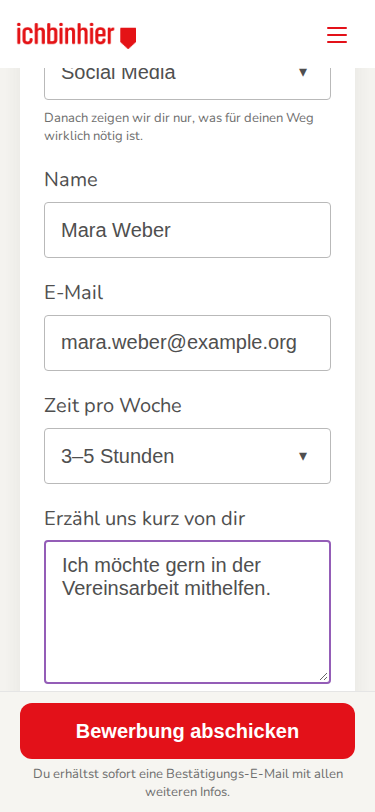 ichbinhier
Social Media
Danach zeigen wir dir nur, was für deinen Weg
wirklich nötig ist.
Name
Mara Weber
E-Mail
mara.weber@example.org
Zeit pro Woche
3–5 Stunden
Erzähl uns kurz von dir
Ich möchte gern in der
Vereinsarbeit mithelfen.
Bewerbung abschicken
Du erhältst sofort eine Bestätigungs-E-Mail mit allen
weiteren Infos.